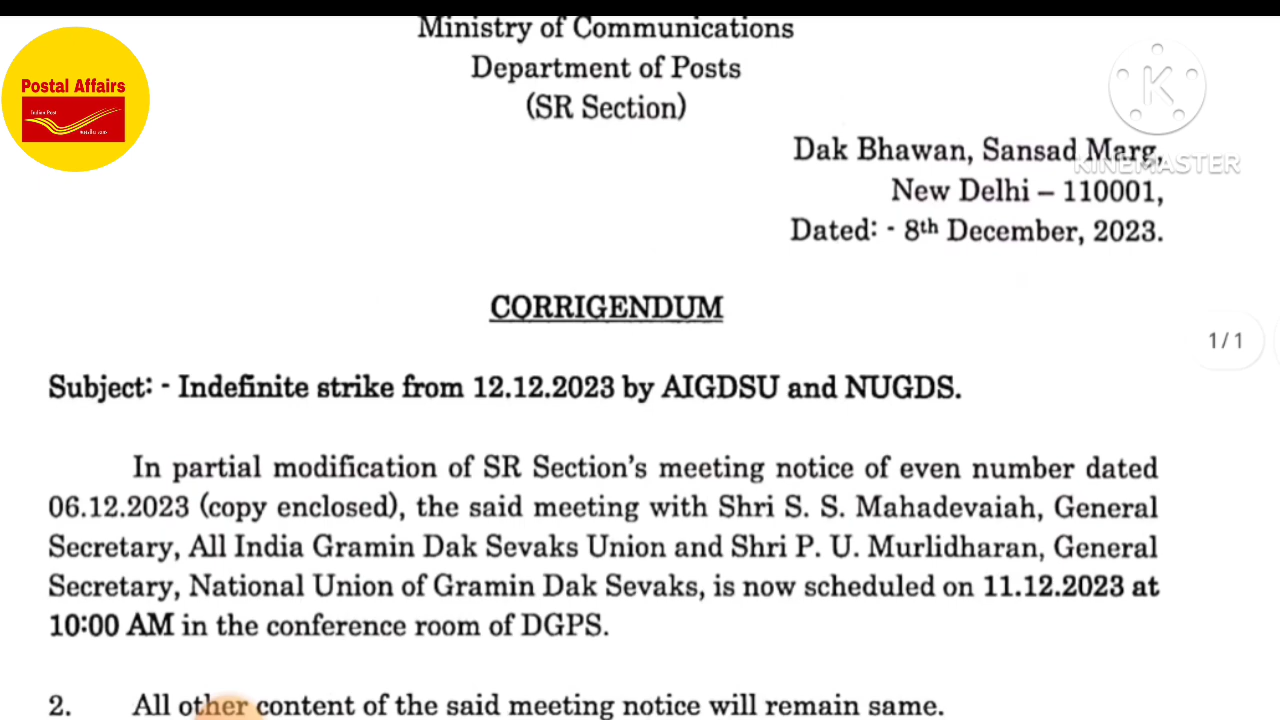 Ministry of Communications
Department of Posts
(SR Section)
Postal Affairs
Indian Post
K
KINEMASTER
Dak Bhawan, Sansad Marg,
New Delhi – 110001,
Dated: - 8th December, 2023.
CORRIGENDUM
1/1
Subject: - Indefinite strike from 12.12.2023 by AIGDSU and NUGDS.
In partial modification of SR Section's meeting notice of even number dated
06.12.2023 (copy enclosed), the said meeting with Shri S. S. Mahadevaiah, General
Secretary, All India Gramin Dak Sevaks Union and Shri P. U. Murlidharan, General
Secretary, National Union of Gramin Dak Sevaks, is now scheduled on 11.12.2023 at
10:00 AM in the conference room of DGPS.
2. All other content of the said meeting notice will remain same.